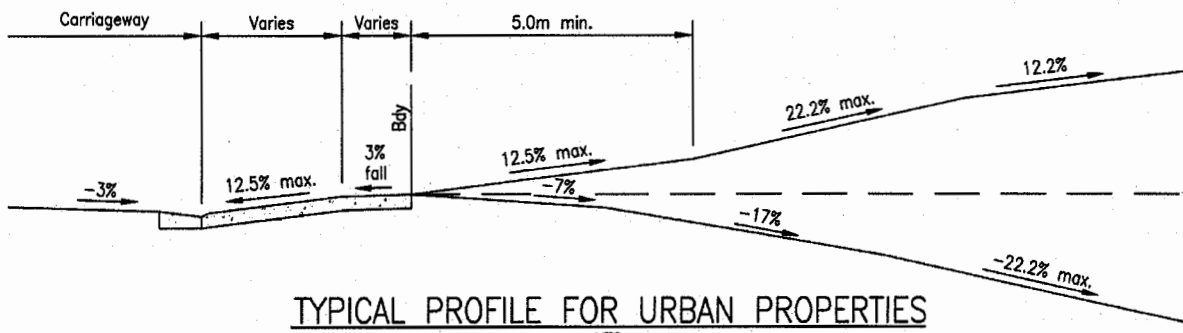 Carriageway
Varies
Varies
5.0m min.
Bdy
12.2%
22.2% max.
12.5% max.
3%
fall
-3%
12.5% max.
-7%
-17%
-22.2% max.
TYPICAL PROFILE FOR URBAN PROPERTIES